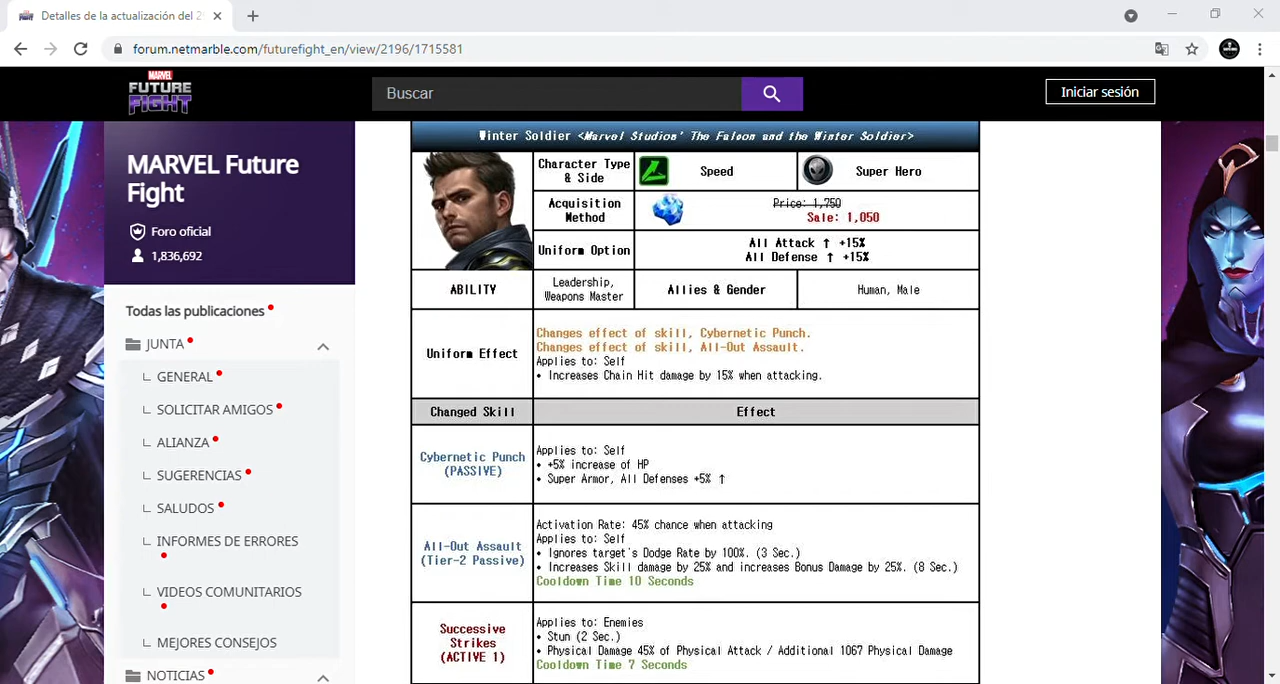 Detalles de la actualización del 2
forum.netmarble.com/futurefight_en/view/2196/1715581
MARVEL
FUTURE
FIGHT
Buscar
Iniciar sesión
MARVEL Future
Fight
Foro oficial
1,836,692
Todas las publicaciones
JUNTA
GENERAL
SOLICITAR AMIGOS
ALIANZA
SUGERENCIAS
SALUDOS
INFORMES DE ERRORES
VIDEOS COMUNITARIOS
MEJORES CONSEJOS
NOTICIAS
Winter Soldier <Marvel Studios' The Falcon and the Winter Soldier>
Character Type
& Side
Speed
Super Hero
Acquisition
Method
Price: 1,750
Sale: 1,050
Uniform Option
All Attack ↑ +15%
All Defense ↑ +15%
ABILITY
Leadership,
Weapons Master
Allies & Gender
Human, Male
Uniform Effect
Changes effect of skill, Cybernetic Punch.
Changes effect of skill, All-Out Assault.
Applies to: Self
• Increases Chain Hit damage by 15% when attacking.
Changed Skill
Effect
Cybernetic Punch
(PASSIVE)
Applies to: Self
• +5% increase of HP
• Super Armor, All Defenses +5% ↑
All-Out Assault
(Tier-2 Passive)
Activation Rate: 45% chance when attacking
Applies to: Self
• Ignores target's Dodge Rate by 100%. (3 Sec.)
• Increases Skill damage by 25% and increases Bonus Damage by 25%. (8 Sec.)
Cooldown Time 10 Seconds
Successive
Strikes
(ACTIVE 1)
Applies to: Enemies
• Stun (2 Sec.)
• Physical Damage 45% of Physical Attack / Additional 1067 Physical Damage
Cooldown Time 7 Seconds